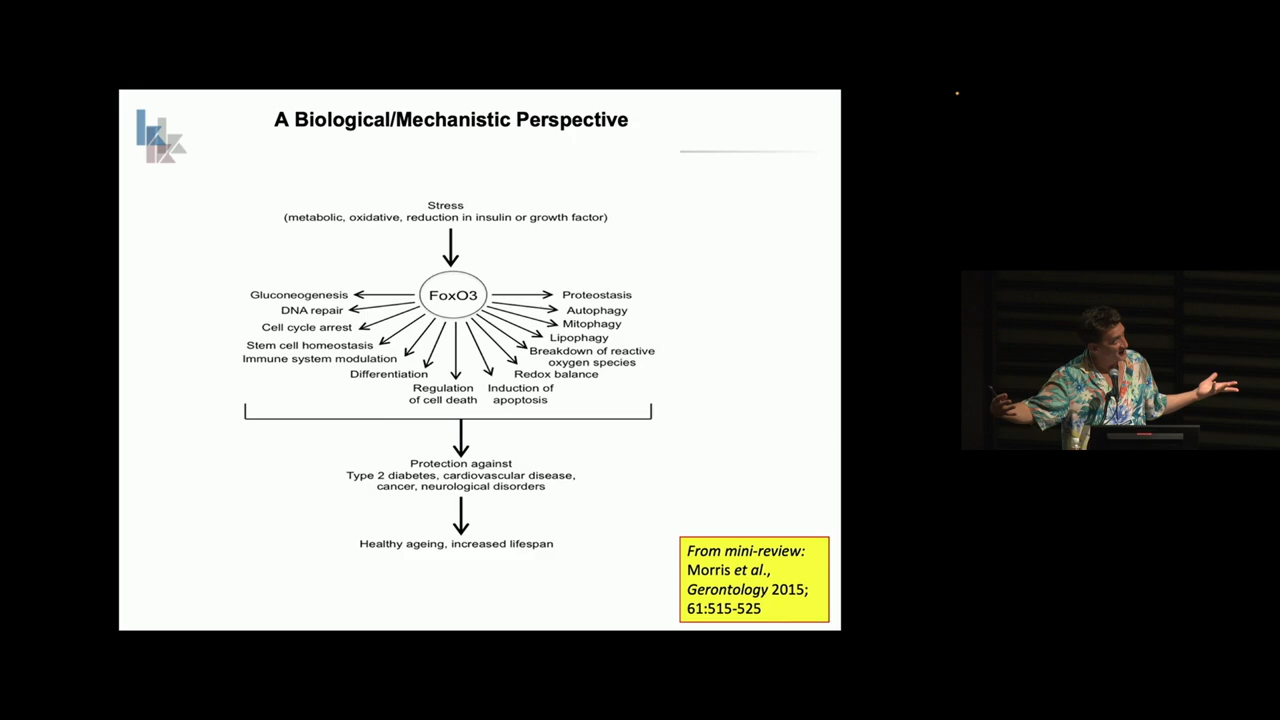 A Biological/Mechanistic Perspective
Stress
(metabolic, oxidative, reduction in insulin or growth factor)
FoxO3
Gluconeogenesis
DNA repair
Cell cycle arrest
Stem cell homeostasis
Immune system modulation
Differentiation
Regulation
of cell death
Induction of
apoptosis
Redox balance
Breakdown of reactive
oxygen species
Lipophagy
Mitophagy
Autophagy
Proteostasis
Protection against
Type 2 diabetes, cardiovascular disease,
cancer, neurological disorders
Healthy ageing, increased lifespan
From mini-review:
Morris et al.,
Gerontology 2015;
61:515-525